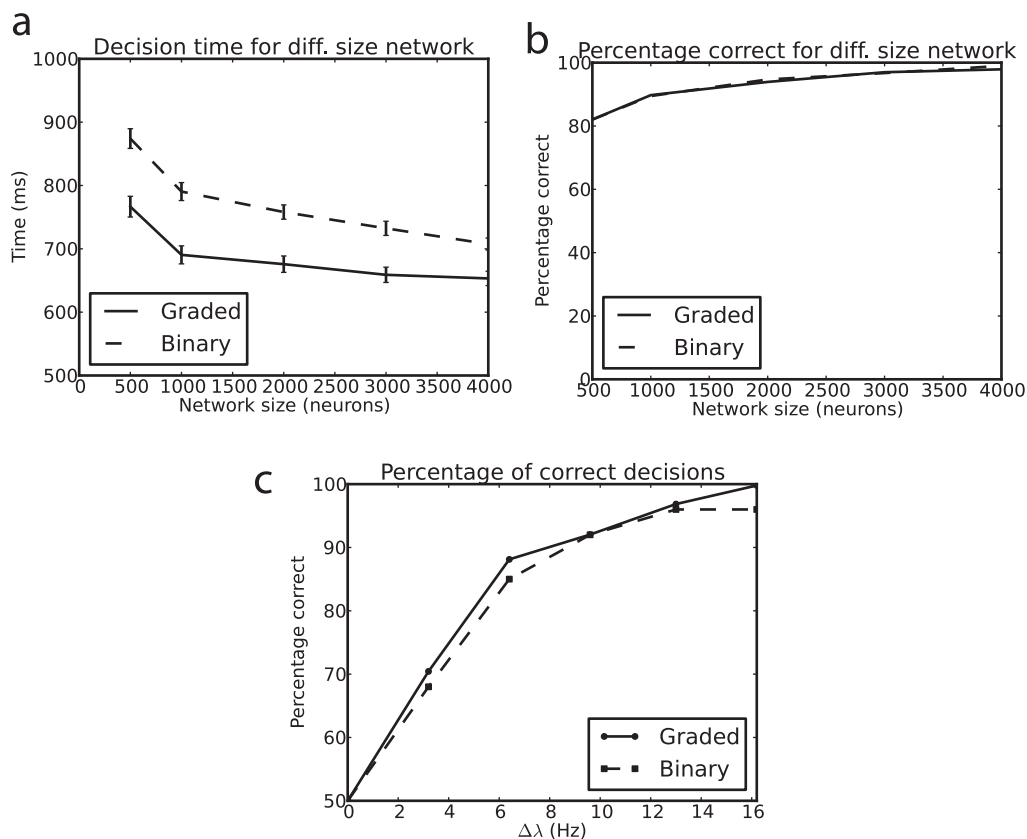 a
Decision time for diff. size network
1000
900
800
700
600
500
Time (ms)
0 500 1000 1500 2000 2500 3000 3500 4000
Network size (neurons)
Graded
Binary
b
Percentage correct for diff. size network
100
80
60
40
20
0
Percentage correct
500 1000 1500 2000 2500 3000 3500 4000
Network size (neurons)
Graded
Binary
c
Percentage of correct decisions
100
90
80
70
60
50
Percentage correct
0 2 4 6 8 10 12 14 16
Δλ (Hz)
Graded
Binary